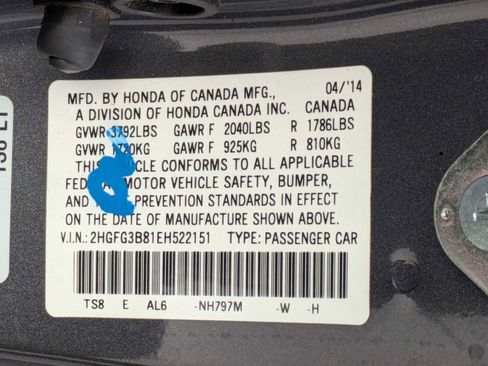 MFD. BY HONDA OF CANADA MFG., 04/'14
A DIVISION OF HONDA CANADA INC. CANADA
GVWR 3792LBS GAWR F 2040LBS R 1786LBS
GVWR GAWR F 925KG R 810KG
THIS VEHICLE CONFORMS TO ALL APPLICABLE
FEDERAL MOTOR VEHICLE SAFETY, BUMPER,
AND PREVENTION STANDARDS IN EFFECT
ON THE DATE OF MANUFACTURE SHOWN ABOVE.
V.I.N.: 2HGFG3B81EH522151 TYPE: PASSENGER CAR
TS8 E AL6 -NH797M -W -H